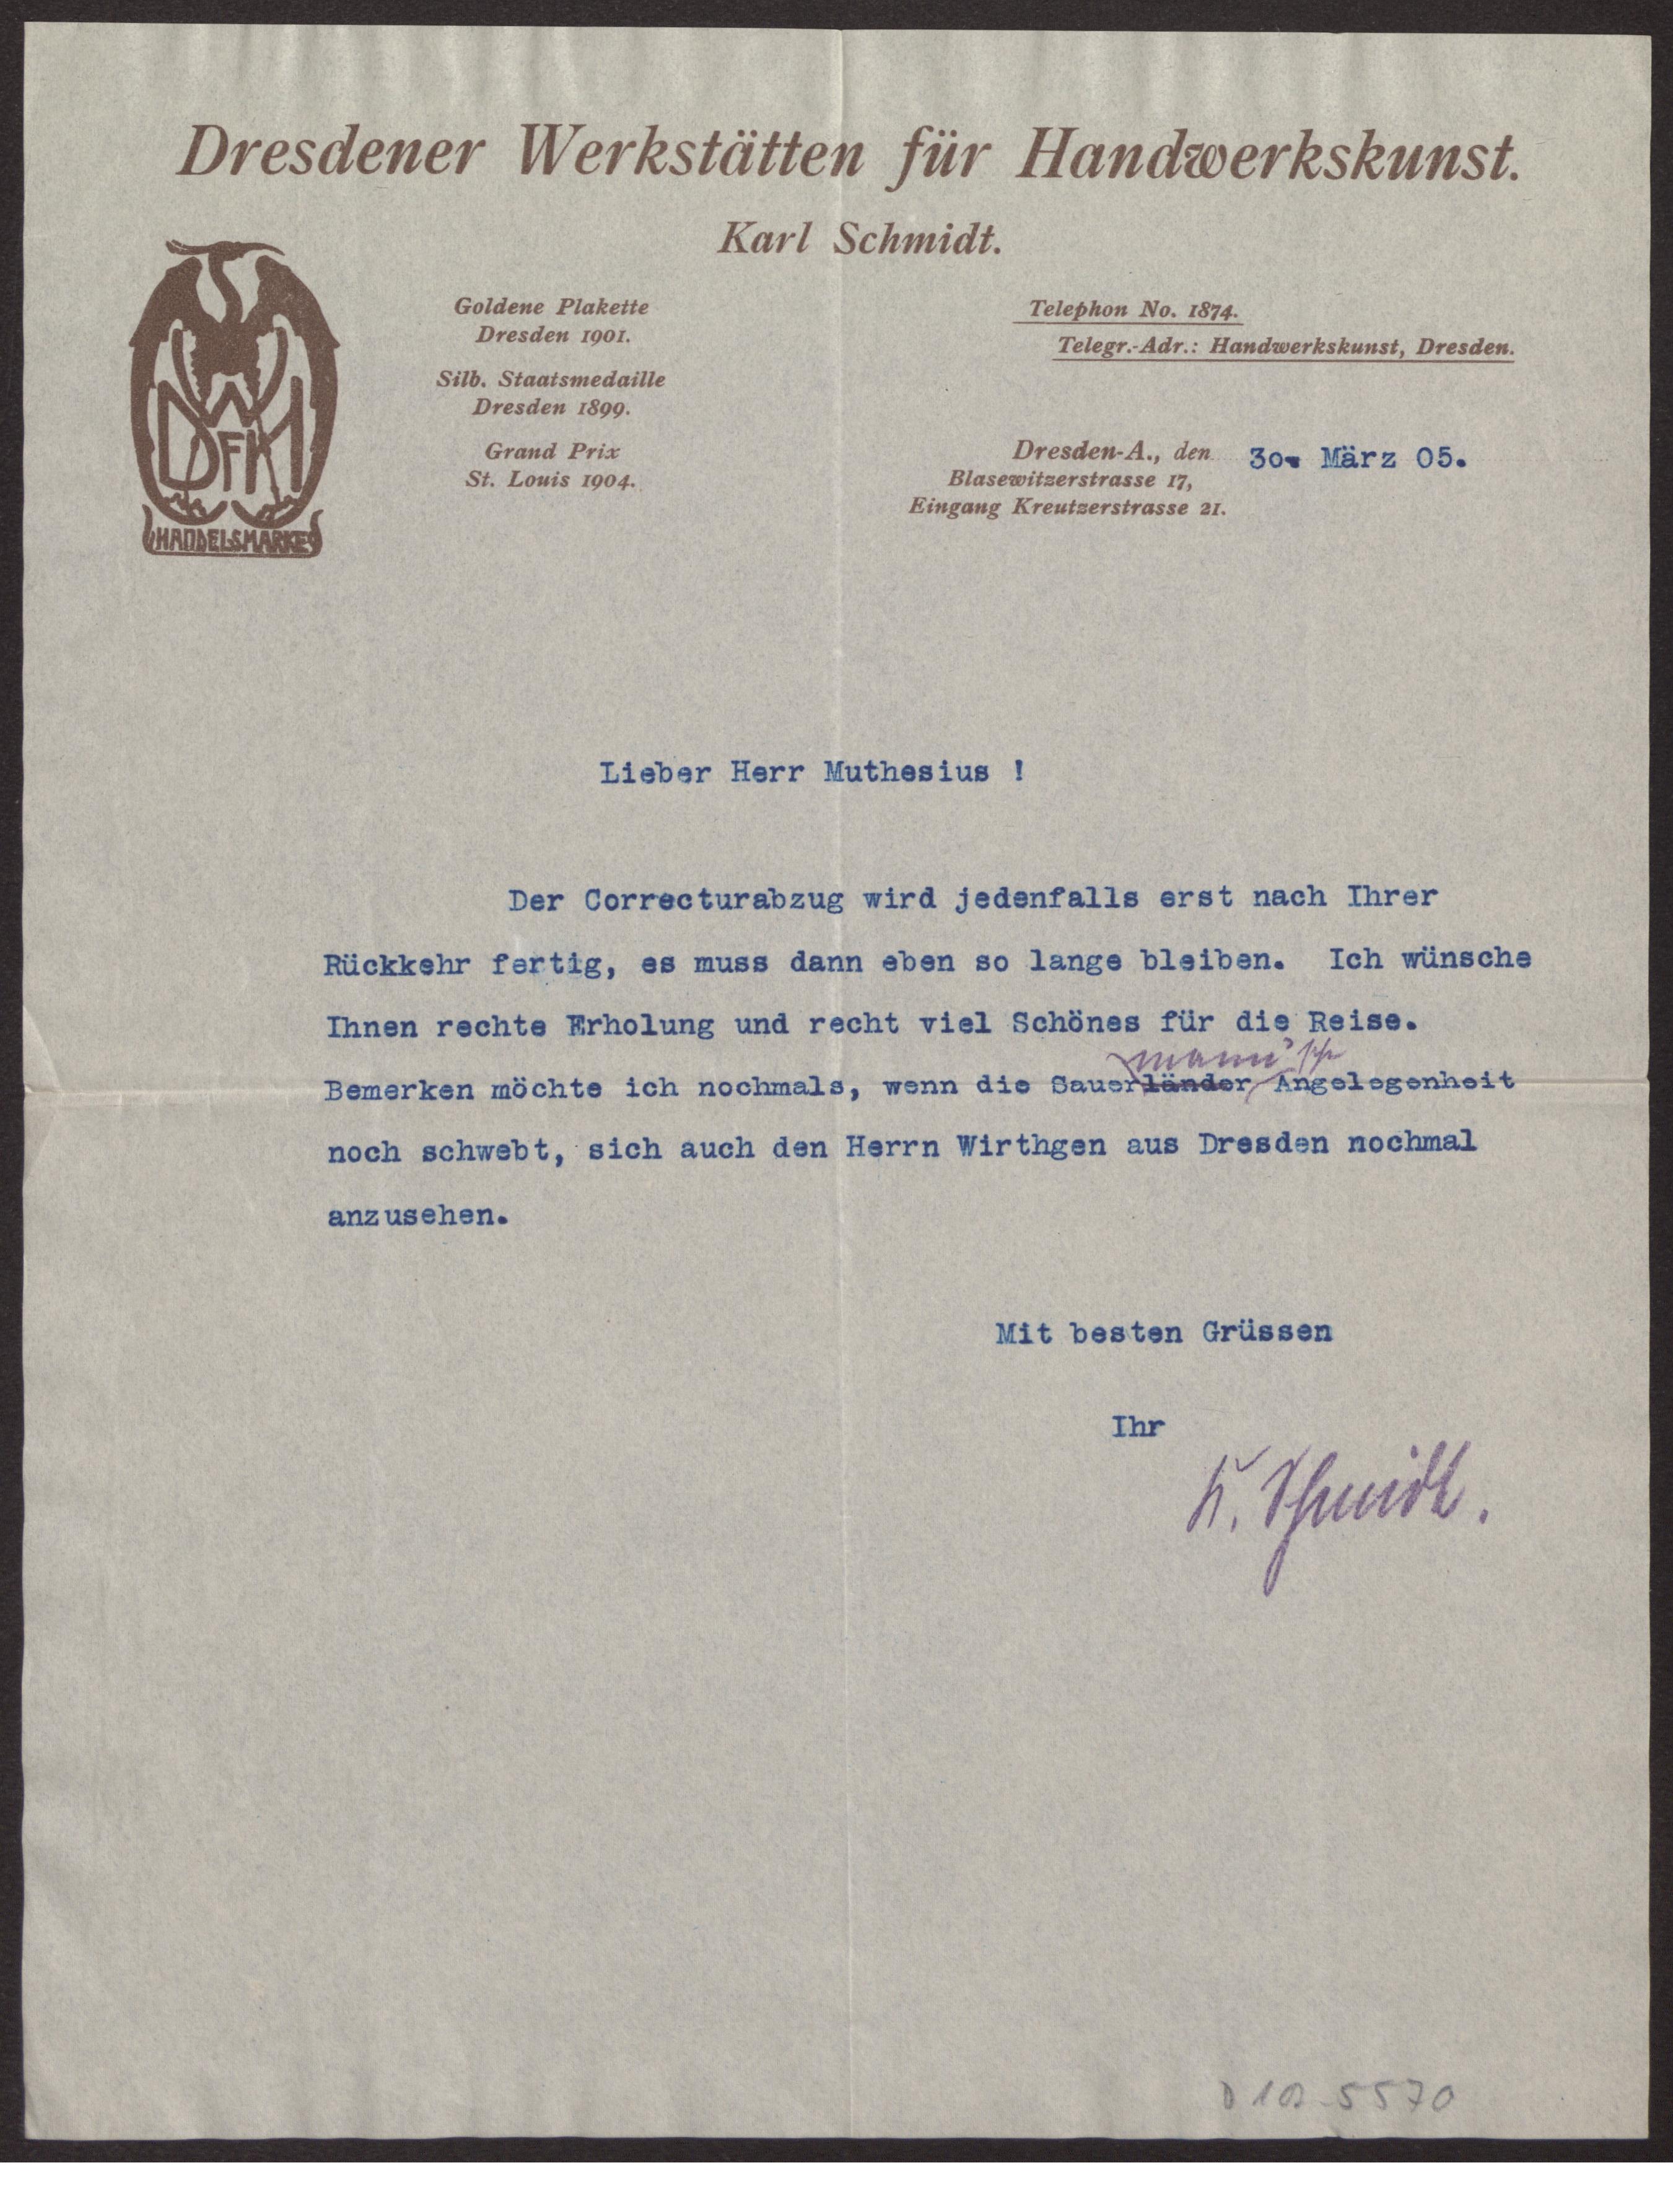 Dresdener Werkstätten für Handwerkskunst.
Karl Schmidt.
DWFHK
HANDELSMARKE
Goldene Plakette
Dresden 1901.
Silb. Staatsmedaille
Dresden 1899.
Grand Prix
St. Louis 1904.
Telephon No. 1874.
Telegr.-Adr.: Handwerkskunst, Dresden.
Dresden-A., den 30. März 05.
Blasewitzerstrasse 17,
Eingang Kreutzerstrasse 21.
Lieber Herr Muthesius !
Der Correcturabzug wird jedenfalls erst nach Ihrer
Rückkehr fertig, es muss dann eben so lange bleiben. Ich wünsche
Ihnen rechte Erholung und recht viel Schönes für die Reise.
mann'sche
Bemerken möchte ich nochmals, wenn die Sauerländer Angelegenheit
noch schwebt, sich auch den Herrn Wirthgen aus Dresden nochmal
anzusehen.
Mit besten Grüssen
Ihr
K. Schmidt.
D 102-5570